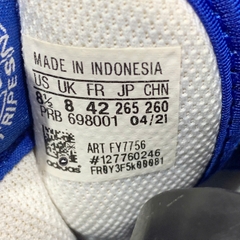 MADE IN INDONESIA
US UK FR JP CHN
8½ 8 42 265 260
PRB 698001 04/21
ART FY7756
#127760246
adidas
FR0Y3F5k00081